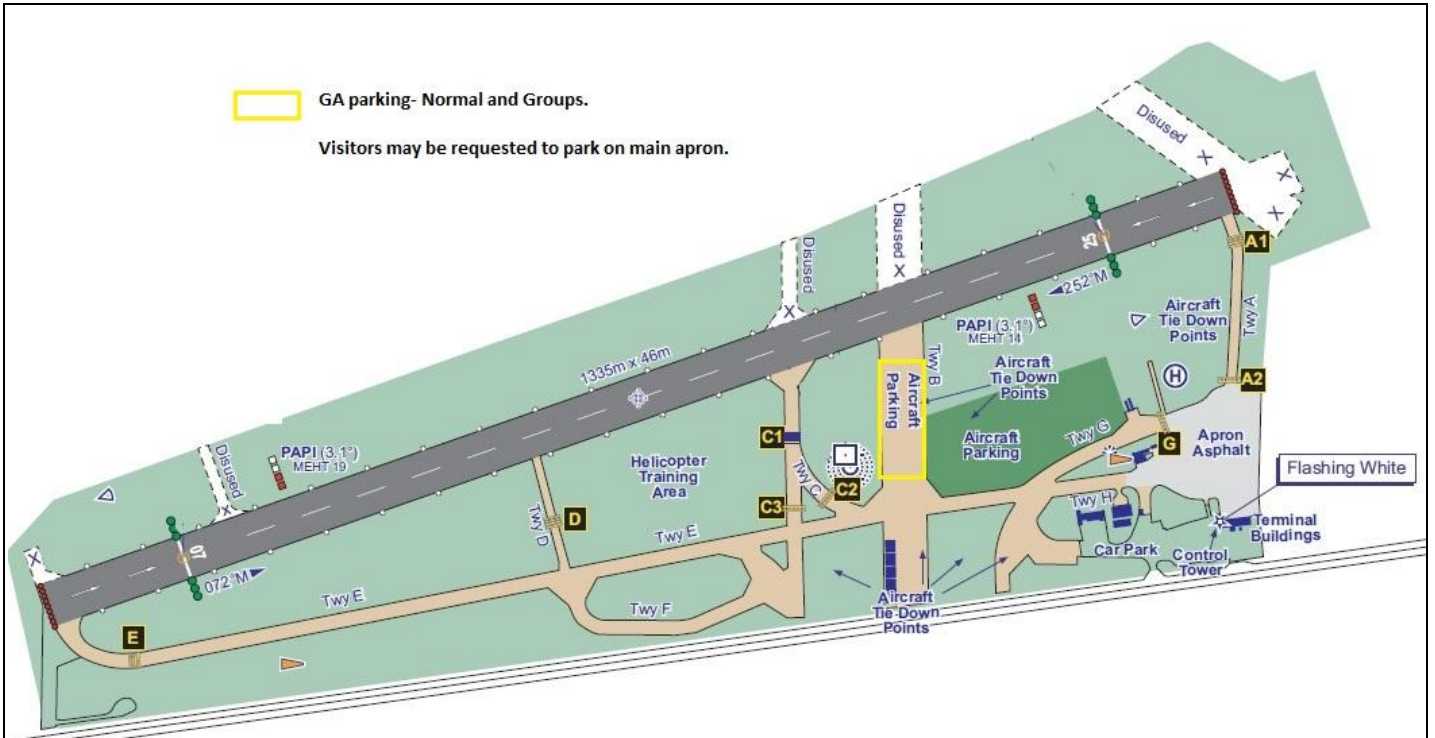 GA parking- Normal and Groups.
Visitors may be requested to park on main apron.
Disused
X
X
X
A1
25
252°M
Disused
X
Disused
X
PAPI (3.1°)
MEHT 14
Aircraft
Tie Down
Points
Twy A
A2
H
Twy B
Aircraft
Parking
Aircraft
Tie Down
Points
Aircraft
Parking
Twy G
G
Apron
Asphalt
1335m x 46m
C1
Twy C
C2
C3
Helicopter
Training
Area
PAPI (3.1°)
MEHT 19
Disused
X
X
07
072°M
D
Twy D
Twy E
Twy E
E
Twy F
Twy H
Car Park
Control
Tower
Terminal
Buildings
Flashing White
Aircraft
Tie Down
Points